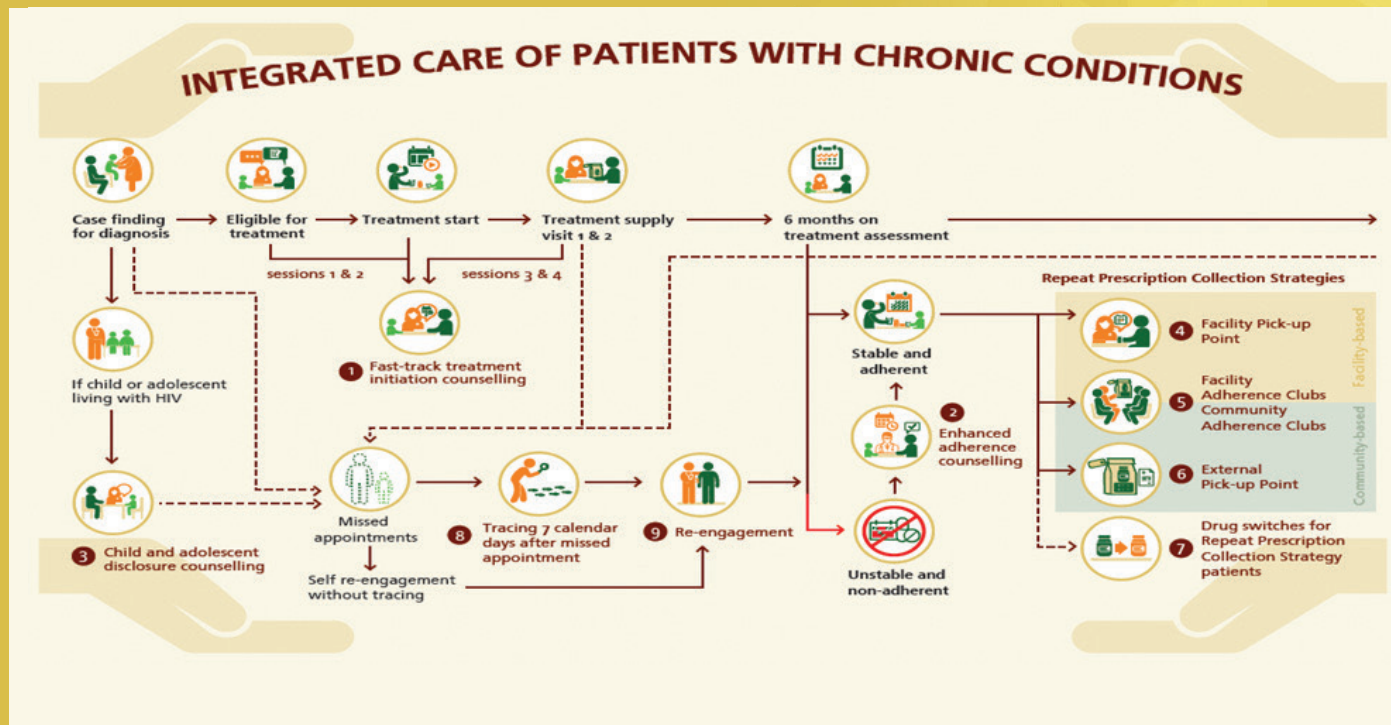 INTEGRATED CARE OF PATIENTS WITH CHRONIC CONDITIONS
Case finding
for diagnosis
Eligible for
treatment
Treatment start
Treatment supply
visit 1 & 2
6 months on
treatment assessment
sessions 1 & 2
sessions 3 & 4
1 Fast-track treatment
initiation counselling
If child or adolescent
living with HIV
3 Child and adolescent
disclosure counselling
Missed
appointments
Self re-engagement
without tracing
8 Tracing 7 calendar
days after missed
appointment
9 Re-engagement
Stable and
adherent
2
Enhanced
adherence
counselling
Unstable and
non-adherent
Repeat Prescription Collection Strategies
4 Facility Pick-up
Point
5 Facility
Adherence Clubs
Community
Adherence Clubs
6 External
Pick-up Point
7 Drug switches for
Repeat Prescription
Collection Strategy
patients
Facility-based
Community-based